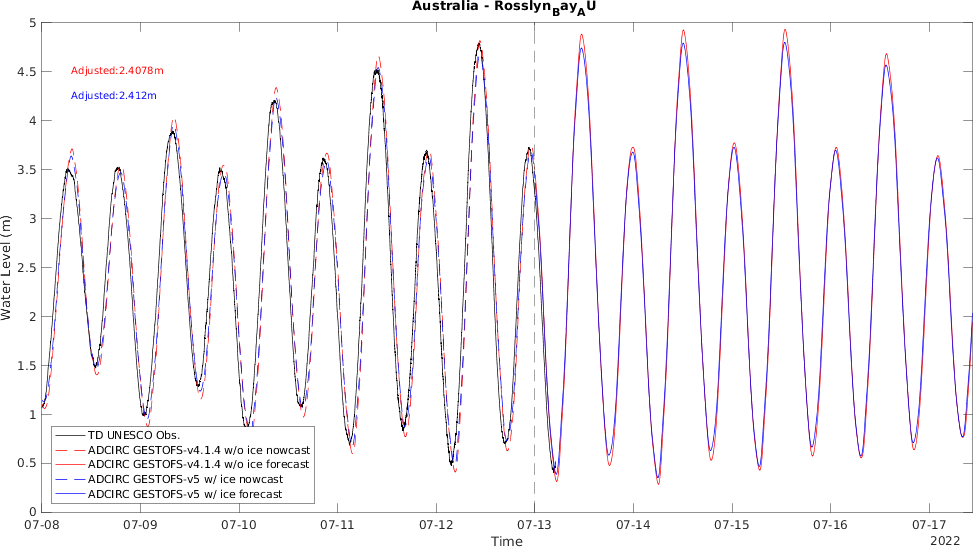 Australia - Rosslyn_Bay_AU
5
4.5
4
3.5
3
2.5
2
1.5
1
0.5
0
Water Level (m)
Adjusted:2.4078m
Adjusted:2.412m
TD UNESCO Obs.
ADCIRC GESTOFS-v4.1.4 w/o ice nowcast
ADCIRC GESTOFS-v4.1.4 w/o ice forecast
ADCIRC GESTOFS-v5 w/ ice nowcast
ADCIRC GESTOFS-v5 w/ ice forecast
07-08 07-09 07-10 07-11 07-12 07-13 07-14 07-15 07-16 07-17
Time
2022